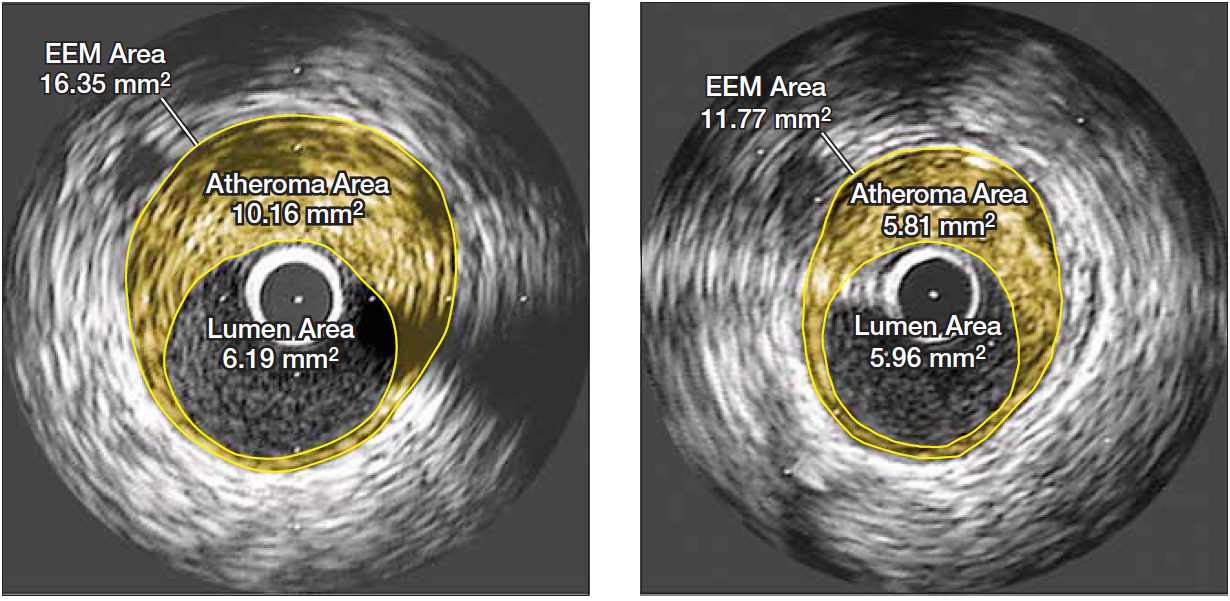 EEM Area
16.35 mm²
Atheroma Area
10.16 mm²
Lumen Area
6.19 mm²
EEM Area
11.77 mm²
Atheroma Area
5.81 mm²
Lumen Area
5.96 mm²